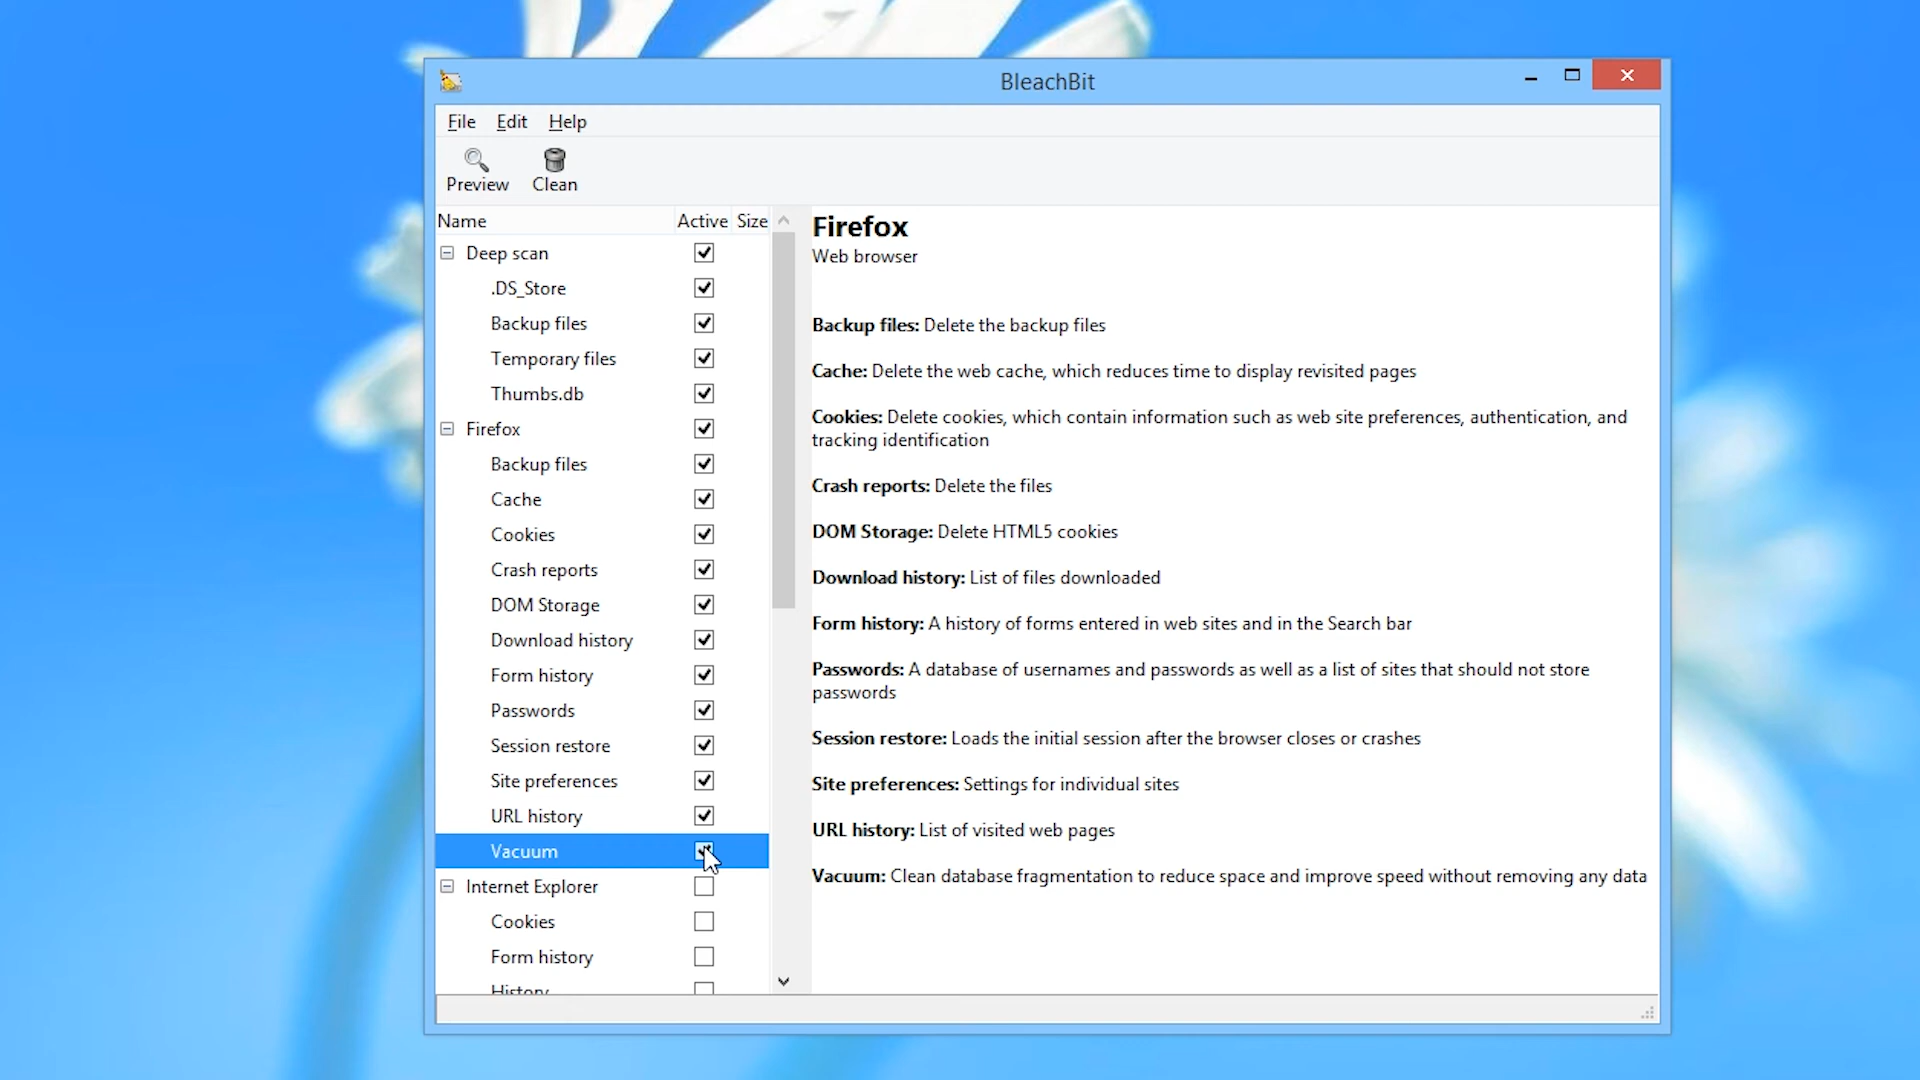 BleachBit
File Edit Help
Preview Clean
Name Active Size
Deep scan
.DS_Store
Backup files
Temporary files
Thumbs.db
Firefox
Backup files
Cache
Cookies
Crash reports
DOM Storage
Download history
Form history
Passwords
Session restore
Site preferences
URL history
Vacuum
Internet Explorer
Cookies
Form history
History
Firefox
Web browser
Backup files: Delete the backup files
Cache: Delete the web cache, which reduces time to display revisited pages
Cookies: Delete cookies, which contain information such as web site preferences, authentication, and
tracking identification
Crash reports: Delete the files
DOM Storage: Delete HTML5 cookies
Download history: List of files downloaded
Form history: A history of forms entered in web sites and in the Search bar
Passwords: A database of usernames and passwords as well as a list of sites that should not store
passwords
Session restore: Loads the initial session after the browser closes or crashes
Site preferences: Settings for individual sites
URL history: List of visited web pages
Vacuum: Clean database fragmentation to reduce space and improve speed without removing any data